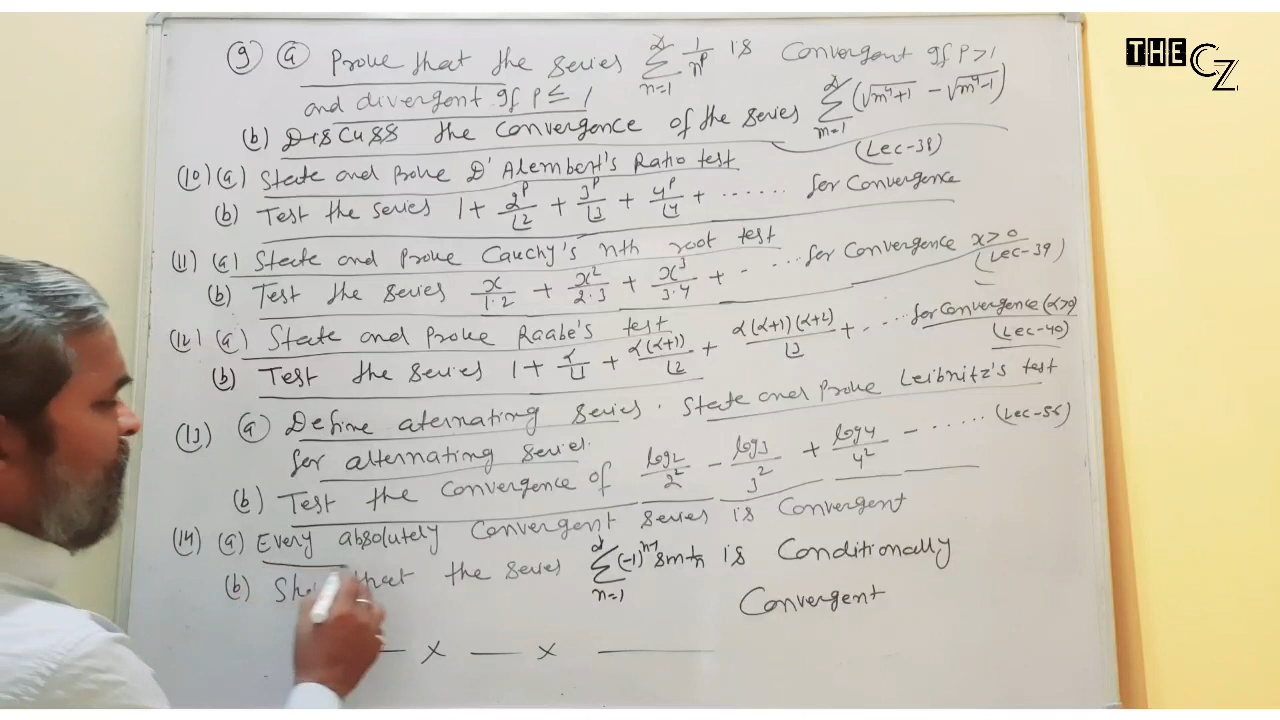 THE CZ
(9) (a) Prove that the series ∑_{n=1}^{∞} 1/n^p is Convergent If P>1
and divergent If P ≤ 1
(b) Discuss the Convergence of the series ∑_{n=1}^{∞} (√n⁴+1 − √n⁴−1)
(Lec-38)
(10) (a) State and Prove D'Alembert's Ratio test
(b) Test the series 1 + 2^P/⌊2 + 3^P/⌊3 + 4^P/⌊4 + ...... for Convergence
(11) (a) State and Prove Cauchy's nth root test
(b) Test the series x/1·2 + x²/2·3 + x³/3·4 + ..... for Convergence x>0
(Lec-39)
(12) (a) State and Prove Raabe's test
(b) Test the series 1 + α/⌊1 + α(α+1)/⌊2 + α(α+1)(α+2)/⌊3 + .... for Convergence (α>0)
(Lec-40)
(13) (a) Define aternating series. State and Prove Leibnitz's test
for alternating series.
(b) Test the Convergence of log2/2² − log3/3² + log4/4² − ...... (Lec-56)
(14) (a) Every absolutely Convergent series is Convergent
(b) that the series ∑_{n=1}^{∞} (-1)^{n-1} sin 1/n is Conditionally
Convergent
— x — x —